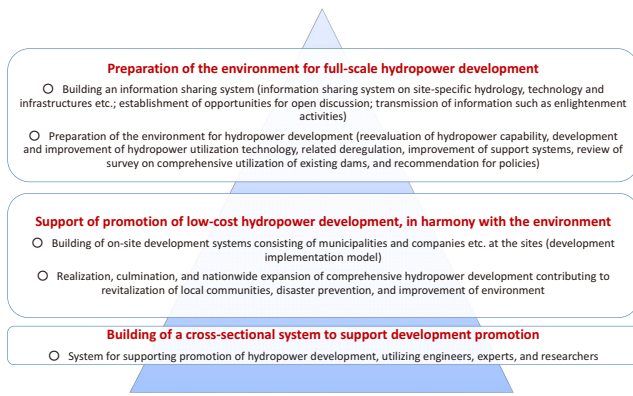 Preparation of the environment for full-scale hydropower development
○ Building an information sharing system (information sharing system on site-specific hydrology, technology and
infrastructures etc.; establishment of opportunities for open discussion; transmission of information such as enlightenment
activities)
○ Preparation of the environment for hydropower development (reevaluation of hydropower capability, development
and improvement of hydropower utilization technology, related deregulation, improvement of support systems, review of
survey on comprehensive utilization of existing dams, and recommendation for policies)
Support of promotion of low-cost hydropower development, in harmony with the environment
○ Building of on-site development systems consisting of municipalities and companies etc. at the sites (development
implementation model)
○ Realization, culmination, and nationwide expansion of comprehensive hydropower development contributing to
revitalization of local communities, disaster prevention, and improvement of environment
Building of a cross-sectional system to support development promotion
○ System for supporting promotion of hydropower development, utilizing engineers, experts, and researchers